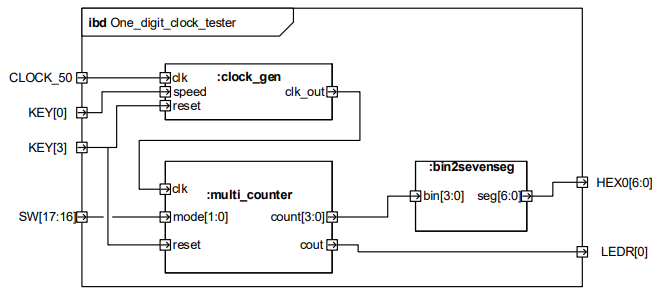 ibd One_digit_clock_tester
CLOCK_50
KEY[0]
KEY[3]
SW[17:16]
:clock_gen
clk
speed
reset
clk_out
:multi_counter
clk
mode[1:0]
reset
count[3:0]
cout
:bin2sevenseg
bin[3:0]
seg[6:0]
HEX0[6:0]
LEDR[0]